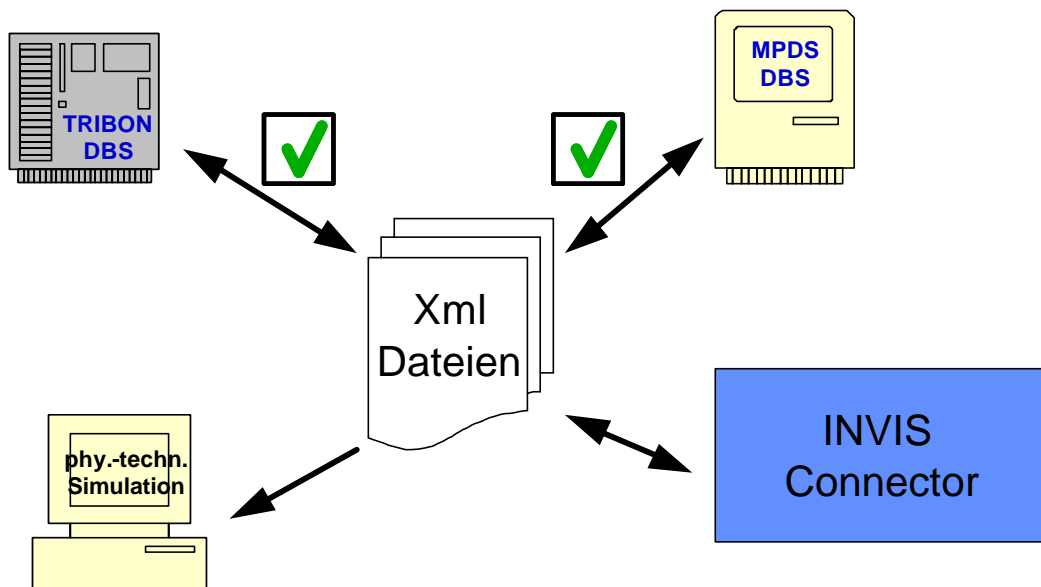 TRIBON
DBS
MPDS
DBS
Xml
Dateien
phy.-techn.
Simulation
INVIS
Connector